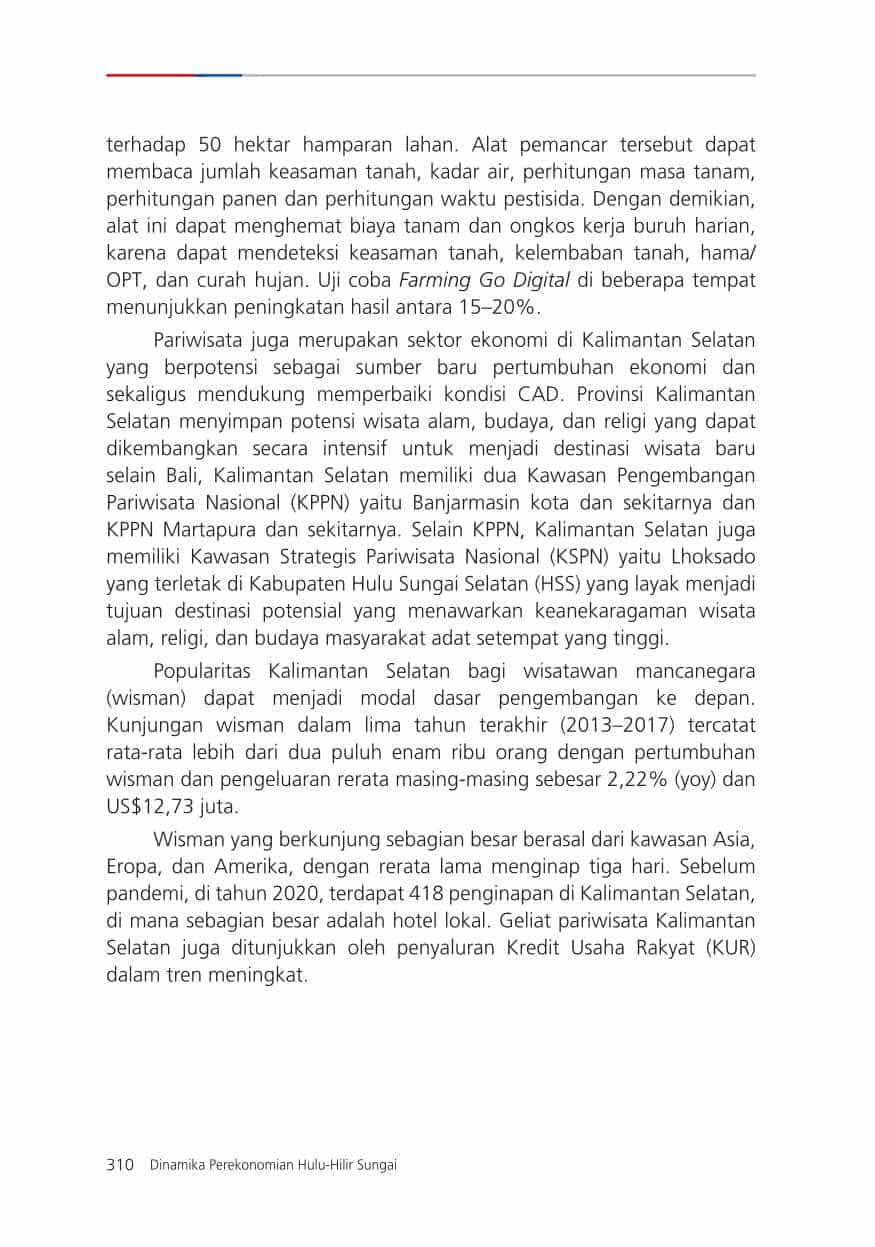 terhadap 50 hektar hamparan lahan. Alat pemancar tersebut dapat
membaca jumlah keasaman tanah, kadar air, perhitungan masa tanam,
perhitungan panen dan perhitungan waktu pestisida. Dengan demikian,
alat ini dapat menghemat biaya tanam dan ongkos kerja buruh harian,
karena dapat mendeteksi keasaman tanah, kelembaban tanah, hama/
OPT, dan curah hujan. Uji coba Farming Go Digital di beberapa tempat
menunjukkan peningkatan hasil antara 15–20%.
Pariwisata juga merupakan sektor ekonomi di Kalimantan Selatan
yang berpotensi sebagai sumber baru pertumbuhan ekonomi dan
sekaligus mendukung memperbaiki kondisi CAD. Provinsi Kalimantan
Selatan menyimpan potensi wisata alam, budaya, dan religi yang dapat
dikembangkan secara intensif untuk menjadi destinasi wisata baru
selain Bali, Kalimantan Selatan memiliki dua Kawasan Pengembangan
Pariwisata Nasional (KPPN) yaitu Banjarmasin kota dan sekitarnya dan
KPPN Martapura dan sekitarnya. Selain KPPN, Kalimantan Selatan juga
memiliki Kawasan Strategis Pariwisata Nasional (KSPN) yaitu Lhoksado
yang terletak di Kabupaten Hulu Sungai Selatan (HSS) yang layak menjadi
tujuan destinasi potensial yang menawarkan keanekaragaman wisata
alam, religi, dan budaya masyarakat adat setempat yang tinggi.
Popularitas Kalimantan Selatan bagi wisatawan mancanegara
(wisman) dapat menjadi modal dasar pengembangan ke depan.
Kunjungan wisman dalam lima tahun terakhir (2013–2017) tercatat
rata-rata lebih dari dua puluh enam ribu orang dengan pertumbuhan
wisman dan pengeluaran rerata masing-masing sebesar 2,22% (yoy) dan
US$12,73 juta.
Wisman yang berkunjung sebagian besar berasal dari kawasan Asia,
Eropa, dan Amerika, dengan rerata lama menginap tiga hari. Sebelum
pandemi, di tahun 2020, terdapat 418 penginapan di Kalimantan Selatan,
di mana sebagian besar adalah hotel lokal. Geliat pariwisata Kalimantan
Selatan juga ditunjukkan oleh penyaluran Kredit Usaha Rakyat (KUR)
dalam tren meningkat.
310 Dinamika Perekonomian Hulu-Hilir Sungai